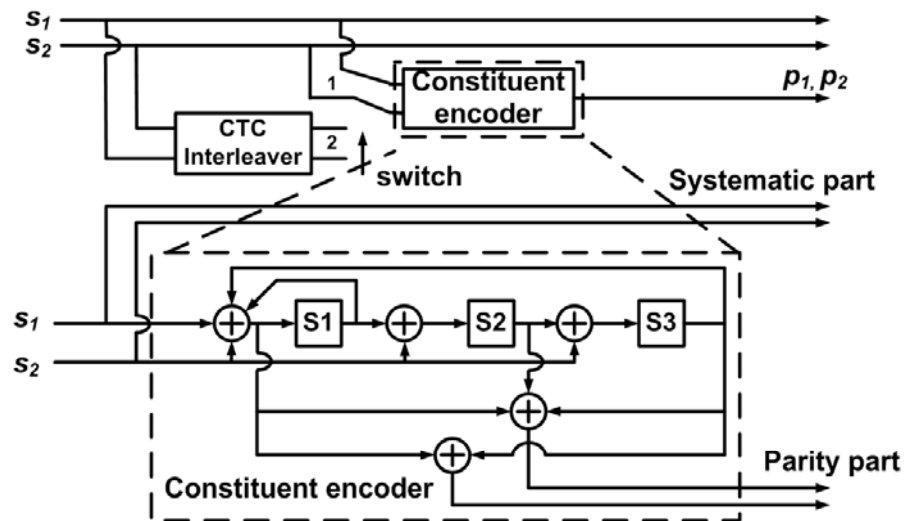 s1
s2
1
Constituent
encoder
p1, p2
CTC
Interleaver
2
switch
Systematic part
s1
S1
S2
S3
s2
Parity part
Constituent encoder